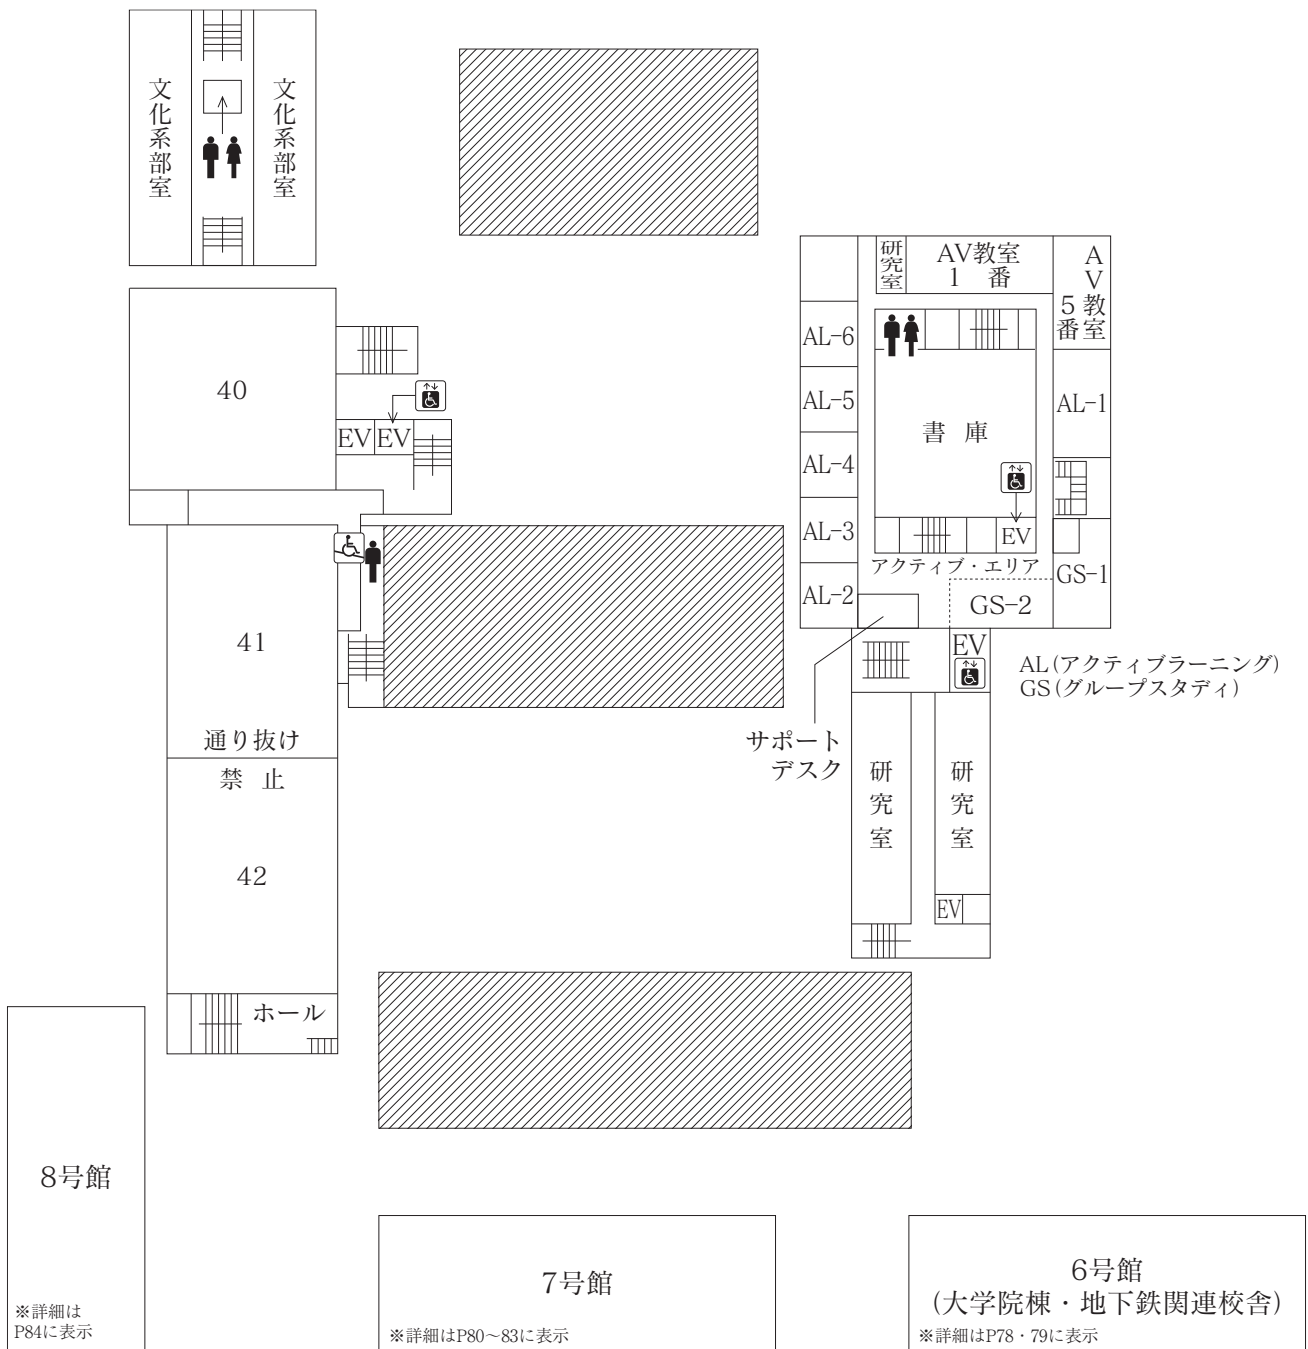 文化系部室
文化系部室
研究室
AV教室
1 番
AV教室
5番
AL-6
AL-5
AL-4
AL-3
AL-2
AL-1
書 庫
EV
アクティブ・エリア
GS-1
GS-2
EV
AL(アクティブラーニング)
GS(グループスタディ)
サポート
デスク
研究室
研究室
EV
40
EV
EV
41
通り抜け
禁 止
42
ホール
8号館
※詳細は
P84に表示
7号館
※詳細はP80～83に表示
6号館
(大学院棟・地下鉄関連校舎)
※詳細はP78・79に表示